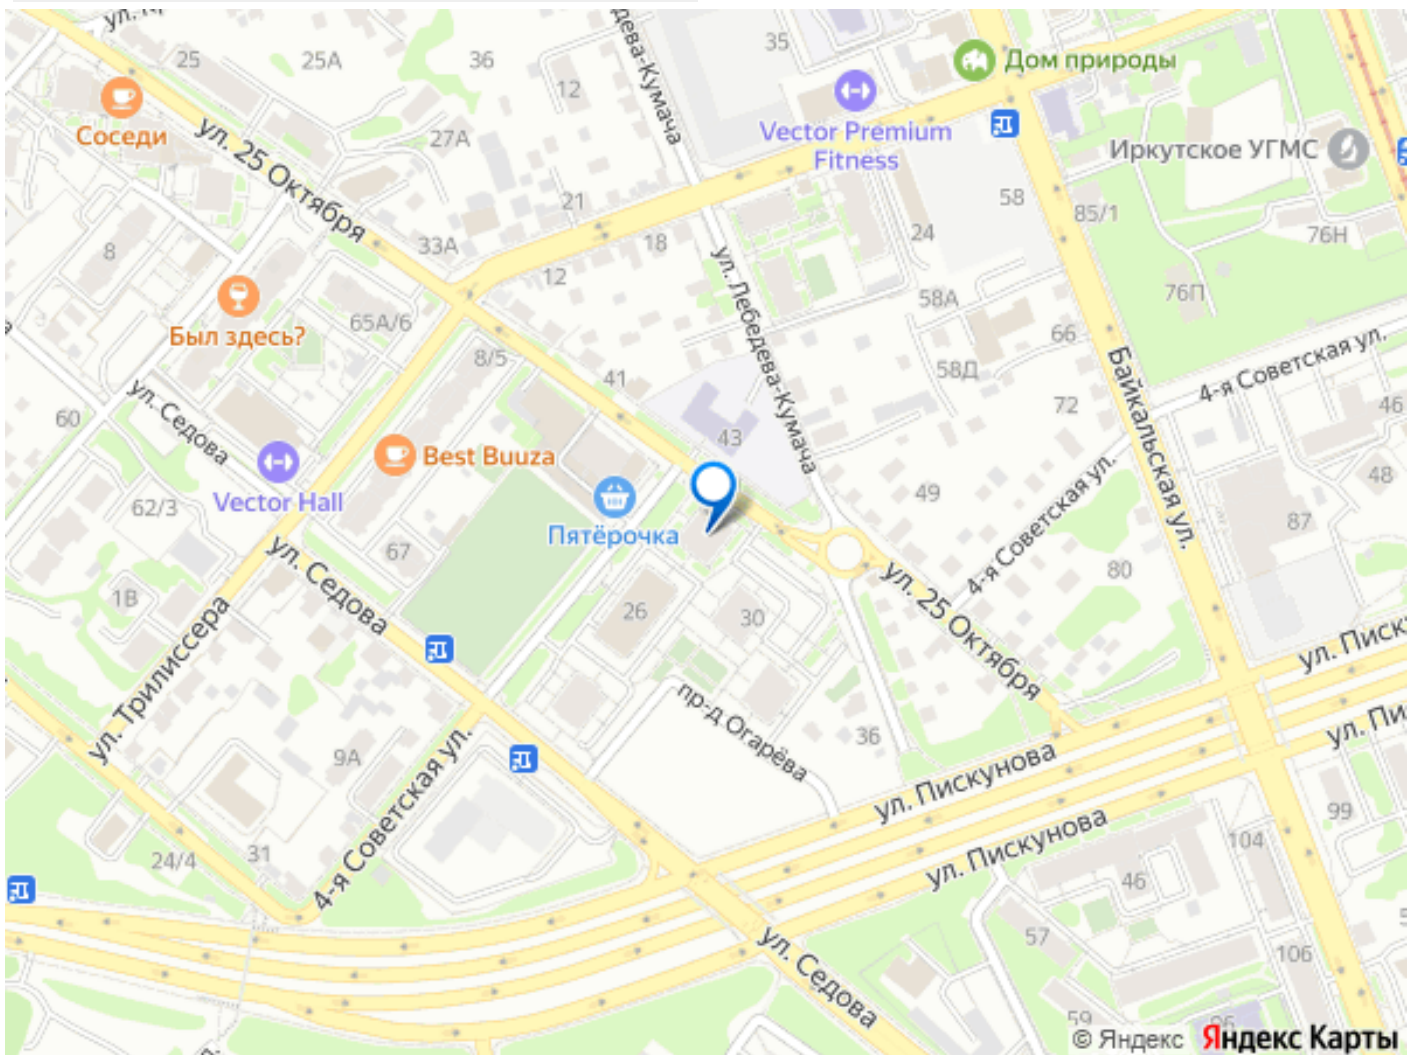 25
25А
36
35
12
Дом природы
Соседи
ул. 25 Октября
27А
Vector Premium
Fitness
Иркутское УГМС
21
58
85/1
76Н
8
33А
18
24
ул. Лебедева-Кумача
12
58А
76П
Был здесь?
65А/6
8/5
41
66
58Д
Байкальская ул.
4-я Советская ул.
60
ул. Седова
43
72
46
Best Buuza
Vector Hall
49
4-я Советская ул.
48
62/3
Пятёрочка
87
67
ул. Седова
80
1В
ул. Трилиссера
26
30
ул. 25 Октября
пр-д Огарёва
36
9А
4-я Советская ул.
ул. Пискунова
ул. Пискунова
99
104
24/4
31
46
57
ул. Седова
106
59
© Яндекс Яндекс Карты